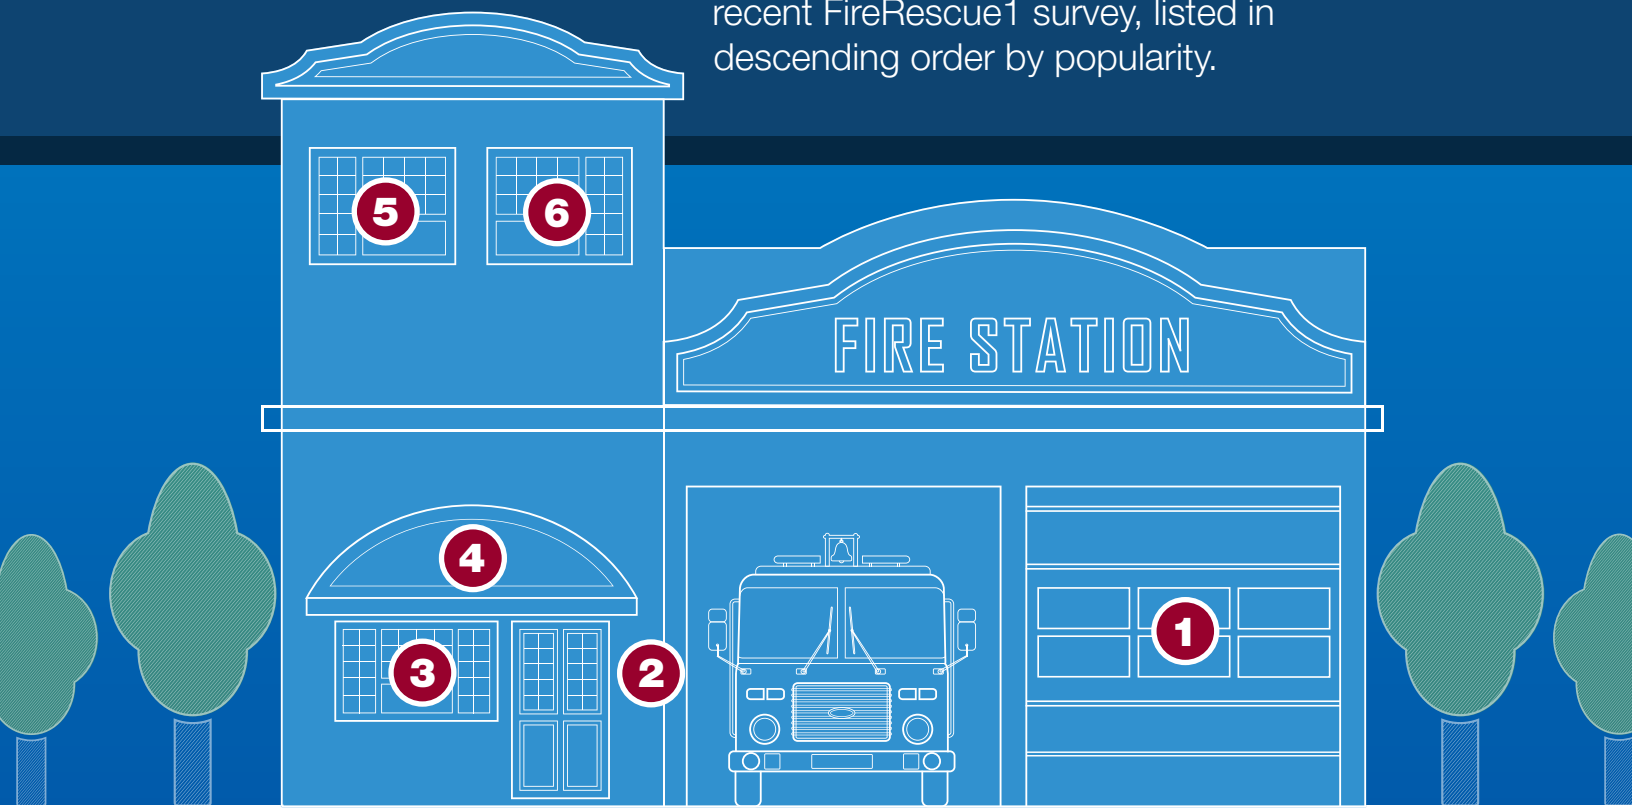 recent FireRescue1 survey, listed in
descending order by popularity.
5
6
FIRE STATION
4
1
3
2